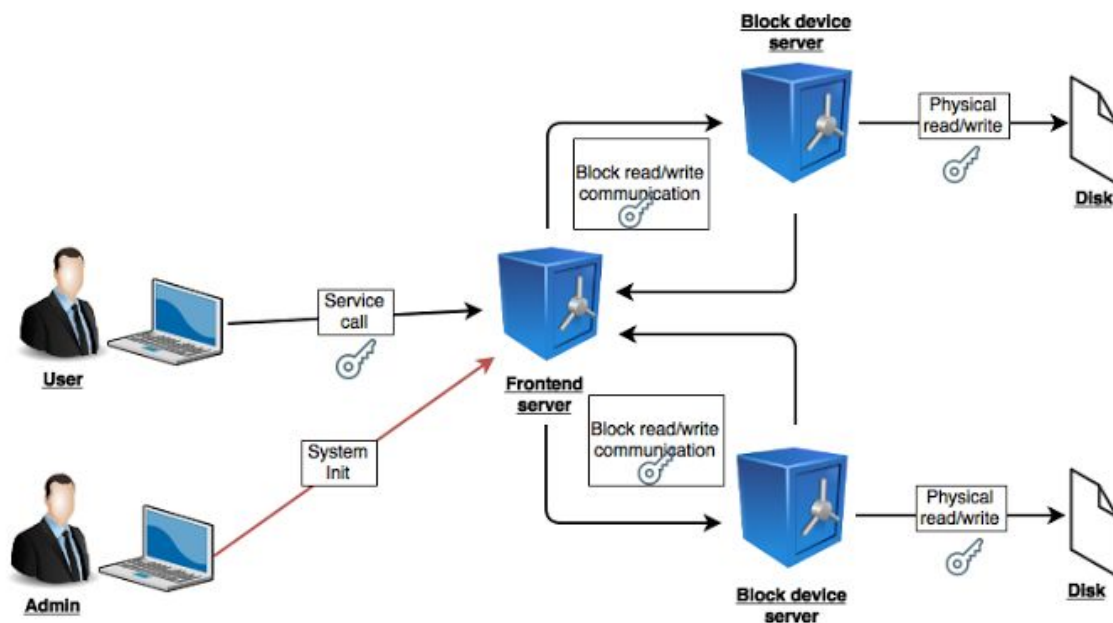 Block device
server
Physical
read/write
Disk
Block read/write
communication
Service
call
User
Frontend
server
Block read/write
communication
System
Init
Admin
Physical
read/write
Disk
Block device
server